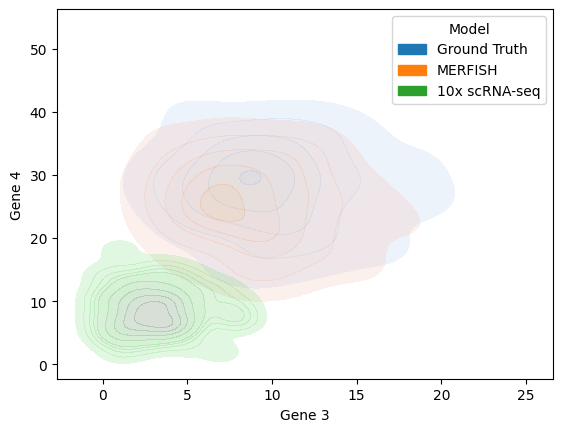 Model
Ground Truth
MERFISH
10x scRNA-seq
50
40
30
20
10
0
Gene 4
0 5 10 15 20 25
Gene 3